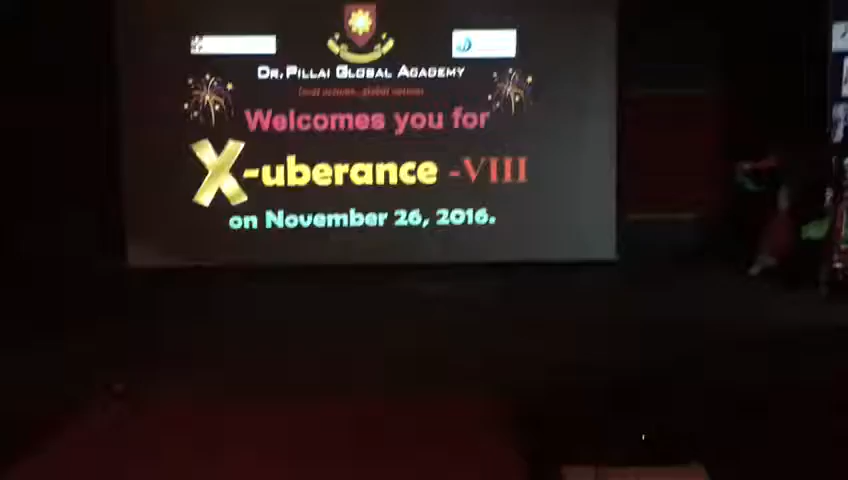 DR. PILLAI GLOBAL ACADEMY
Welcomes you for
X-uberance -VIII
on November 26, 2016.